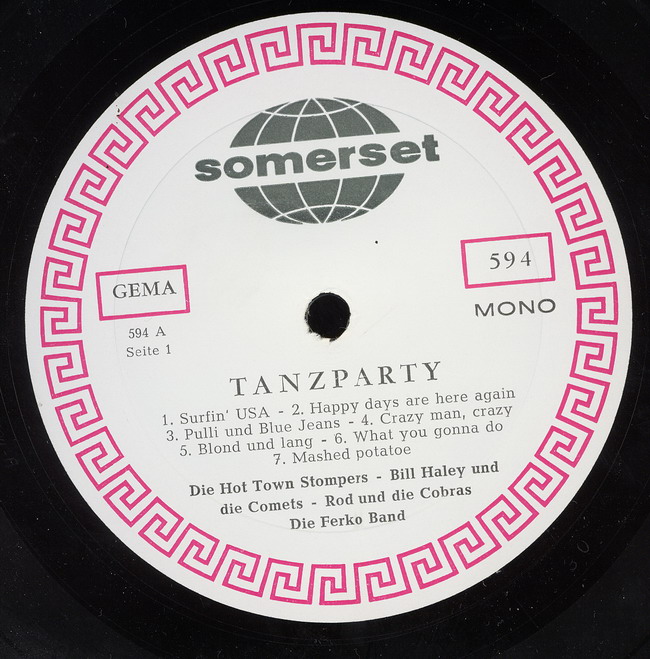 somerset
GEMA
594
594 A
MONO
Seite 1
TANZPARTY
1. Surfin' USA - 2. Happy days are here again
3. Pulli und Blue Jeans - 4. Crazy man, crazy
5. Blond und lang - 6. What you gonna do
7. Mashed potatoe
Die Hot Town Stompers - Bill Haley und
die Comets - Rod und die Cobras
Die Ferko Band